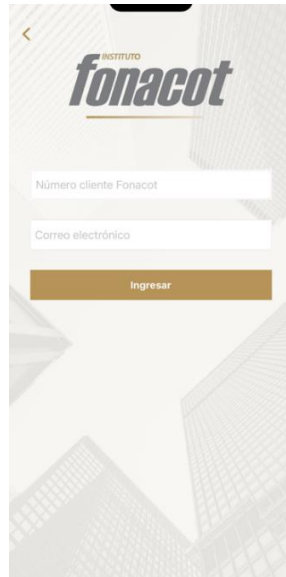 INSTITUTO
fonacot
Número cliente Fonacot
Correo electrónico
Ingresar